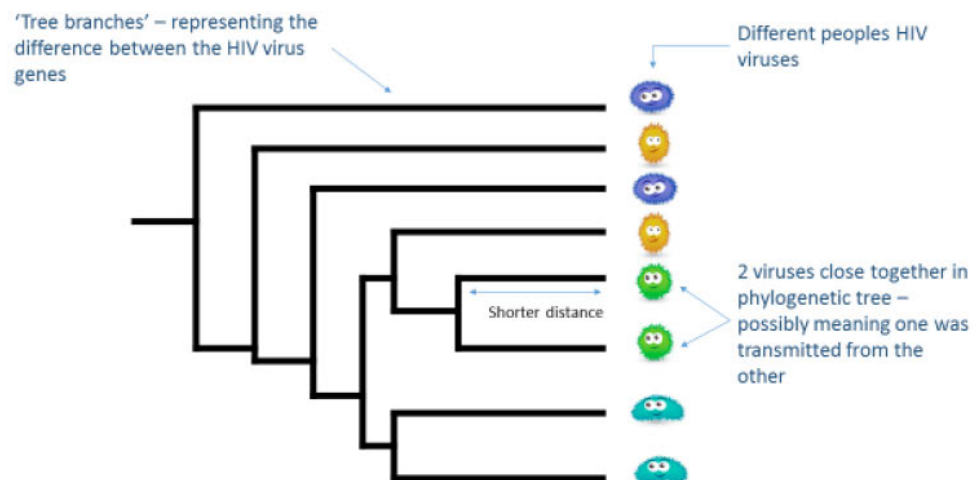 ‘Tree branches’ – representing the
difference between the HIV virus
genes
Different peoples HIV
viruses
Shorter distance
2 viruses close together in
phylogenetic tree –
possibly meaning one was
transmitted from the
other